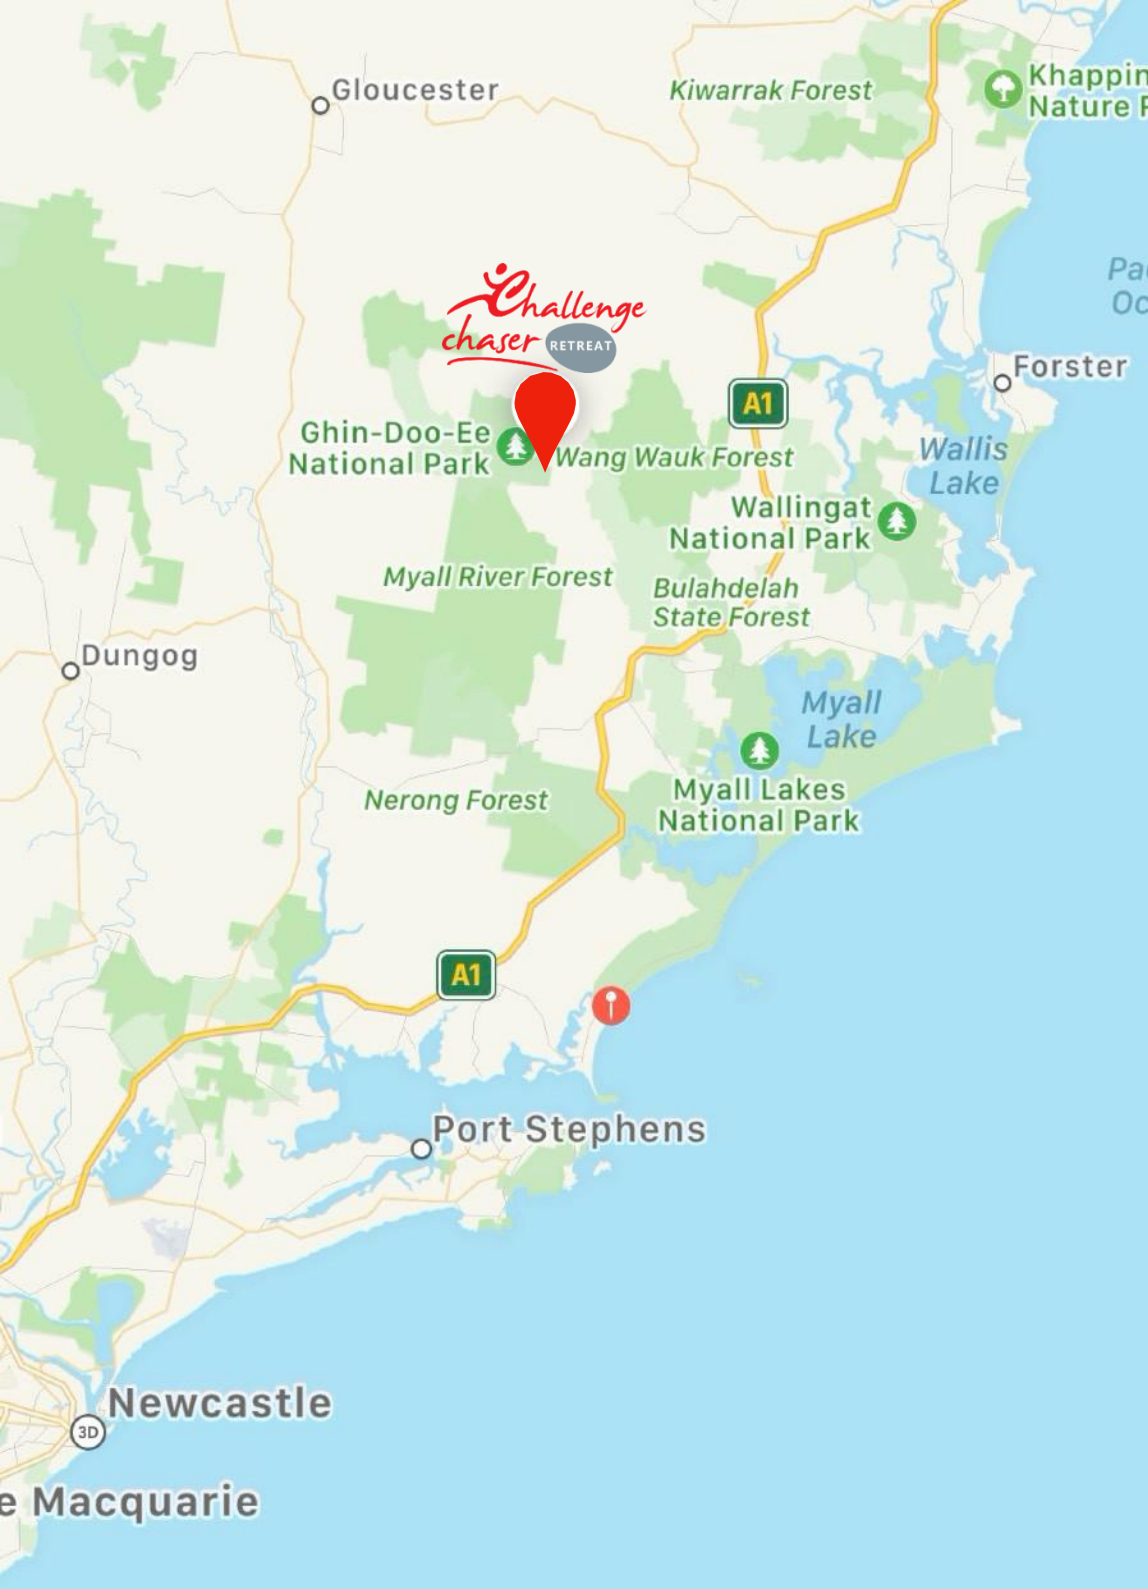 Gloucester
Kiwarrak Forest
Khappin
Nature F
Pa
Oc
Challenge
chaser RETREAT
Forster
A1
Ghin-Doo-Ee
National Park
Wang Wauk Forest
Wallis
Lake
Wallingat
National Park
Myall River Forest
Bulahdelah
State Forest
Dungog
Myall
Lake
Nerong Forest
Myall Lakes
National Park
A1
Port Stephens
Newcastle
3D
e Macquarie